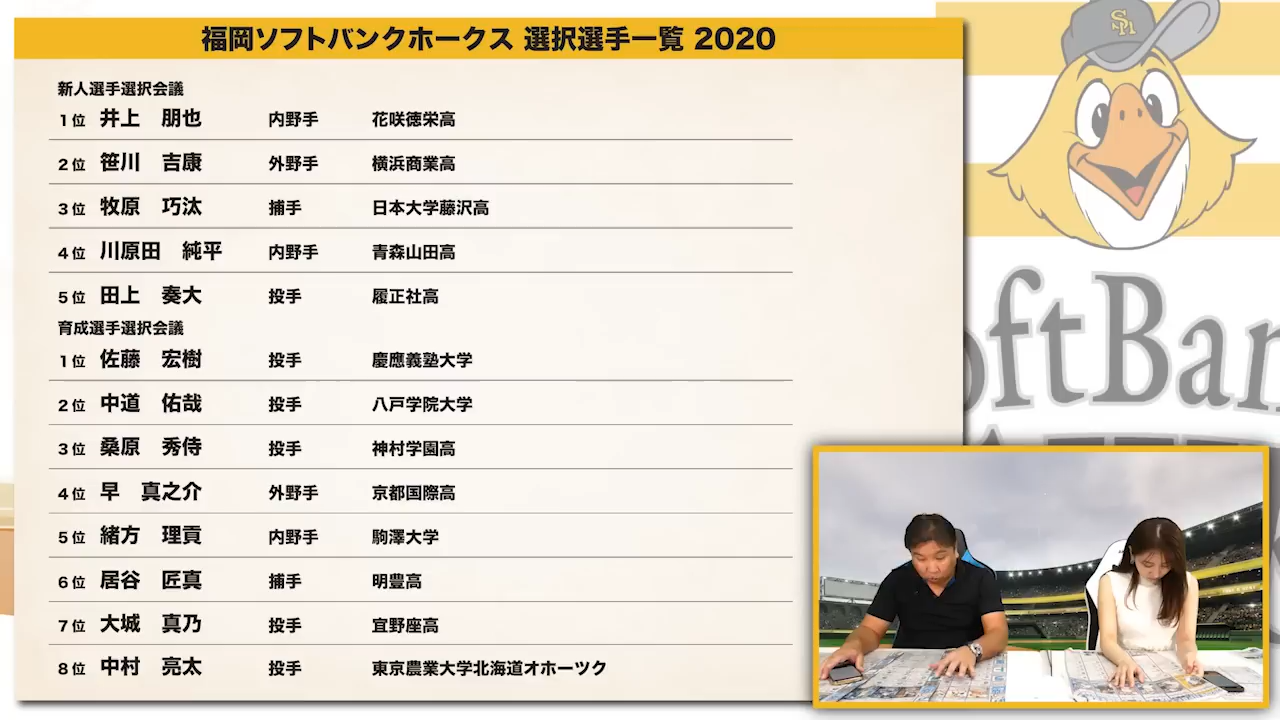 福岡ソフトバンクホークス 選択選手一覧 2020
新人選手選択会議
1位 井上 朋也 内野手 花咲徳栄高
2位 笹川 吉康 外野手 横浜商業高
3位 牧原 巧汰 捕手 日本大学藤沢高
4位 川原田 純平 内野手 青森山田高
5位 田上 奏大 投手 履正社高
育成選手選択会議
1位 佐藤 宏樹 投手 慶應義塾大学
2位 中道 佑哉 投手 八戸学院大学
3位 桑原 秀侍 投手 神村学園高
4位 早 真之介 外野手 京都国際高
5位 緒方 理貢 内野手 駒澤大学
6位 居谷 匠真 捕手 明豊高
7位 大城 真乃 投手 宜野座高
8位 中村 亮太 投手 東京農業大学北海道オホーツク
SH
oftBan